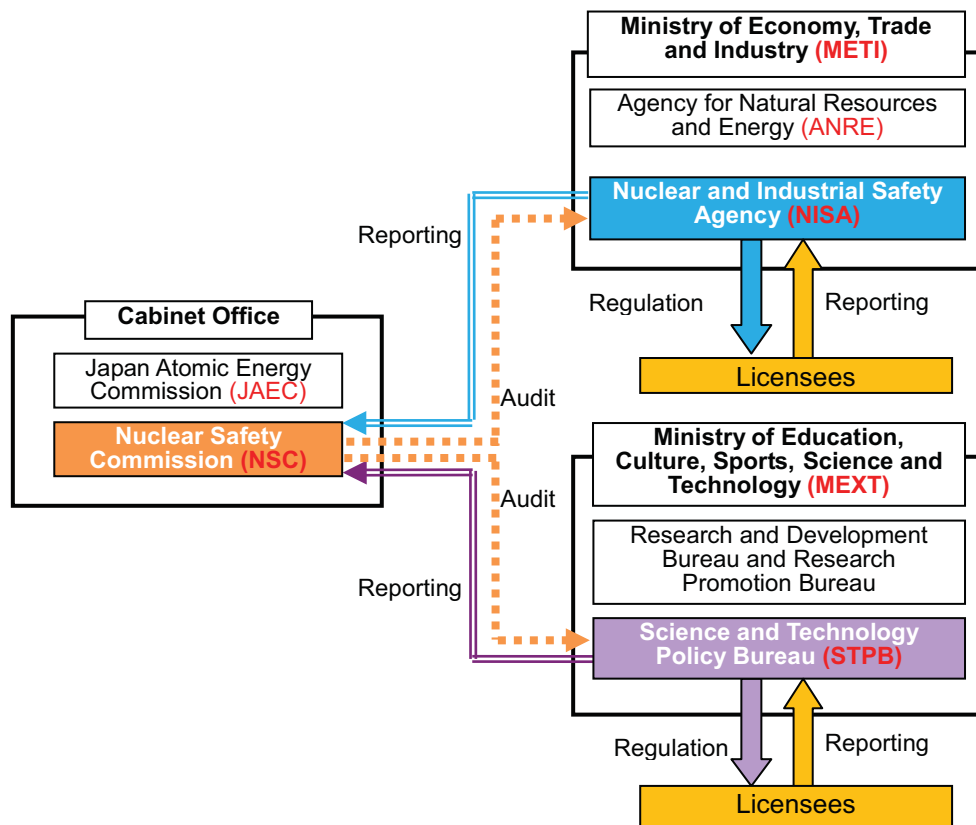 Ministry of Economy, Trade
and Industry (METI)
Agency for Natural Resources
and Energy (ANRE)
Nuclear and Industrial Safety
Agency (NISA)
Reporting
Regulation
Reporting
Licensees
Cabinet Office
Japan Atomic Energy
Commission (JAEC)
Nuclear Safety
Commission (NSC)
Audit
Audit
Reporting
Ministry of Education,
Culture, Sports, Science and
Technology (MEXT)
Research and Development
Bureau and Research
Promotion Bureau
Science and Technology
Policy Bureau (STPB)
Regulation
Reporting
Licensees